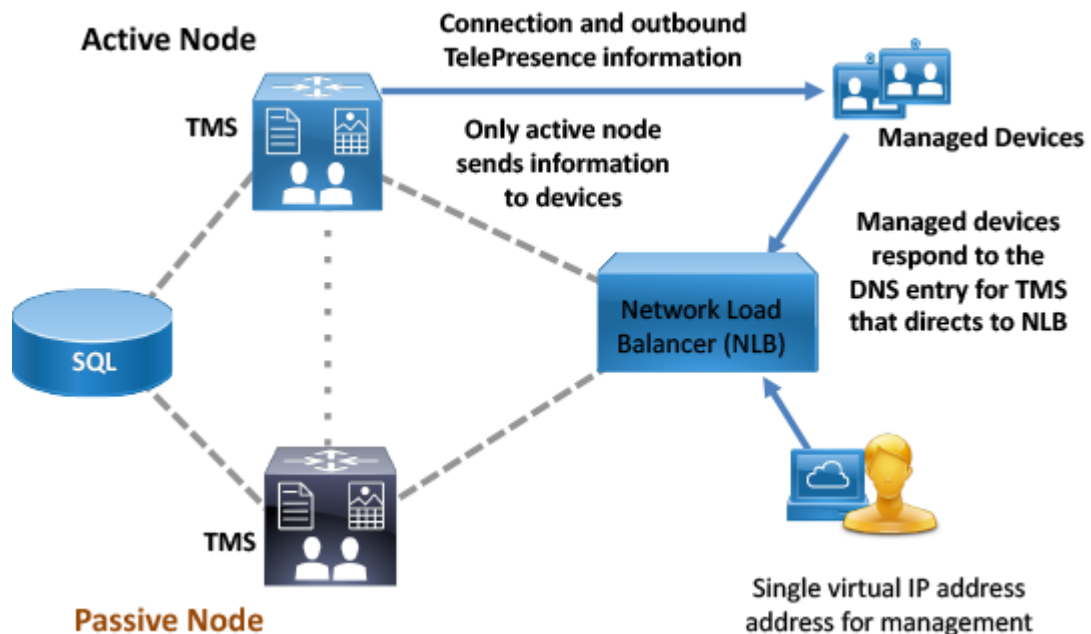 Active Node
TMS
Connection and outbound
TelePresence information
Only active node
sends information
to devices
Managed Devices
Managed devices
respond to the
DNS entry for TMS
that directs to NLB
Network Load
Balancer (NLB)
SQL
TMS
Passive Node
Single virtual IP address
address for management